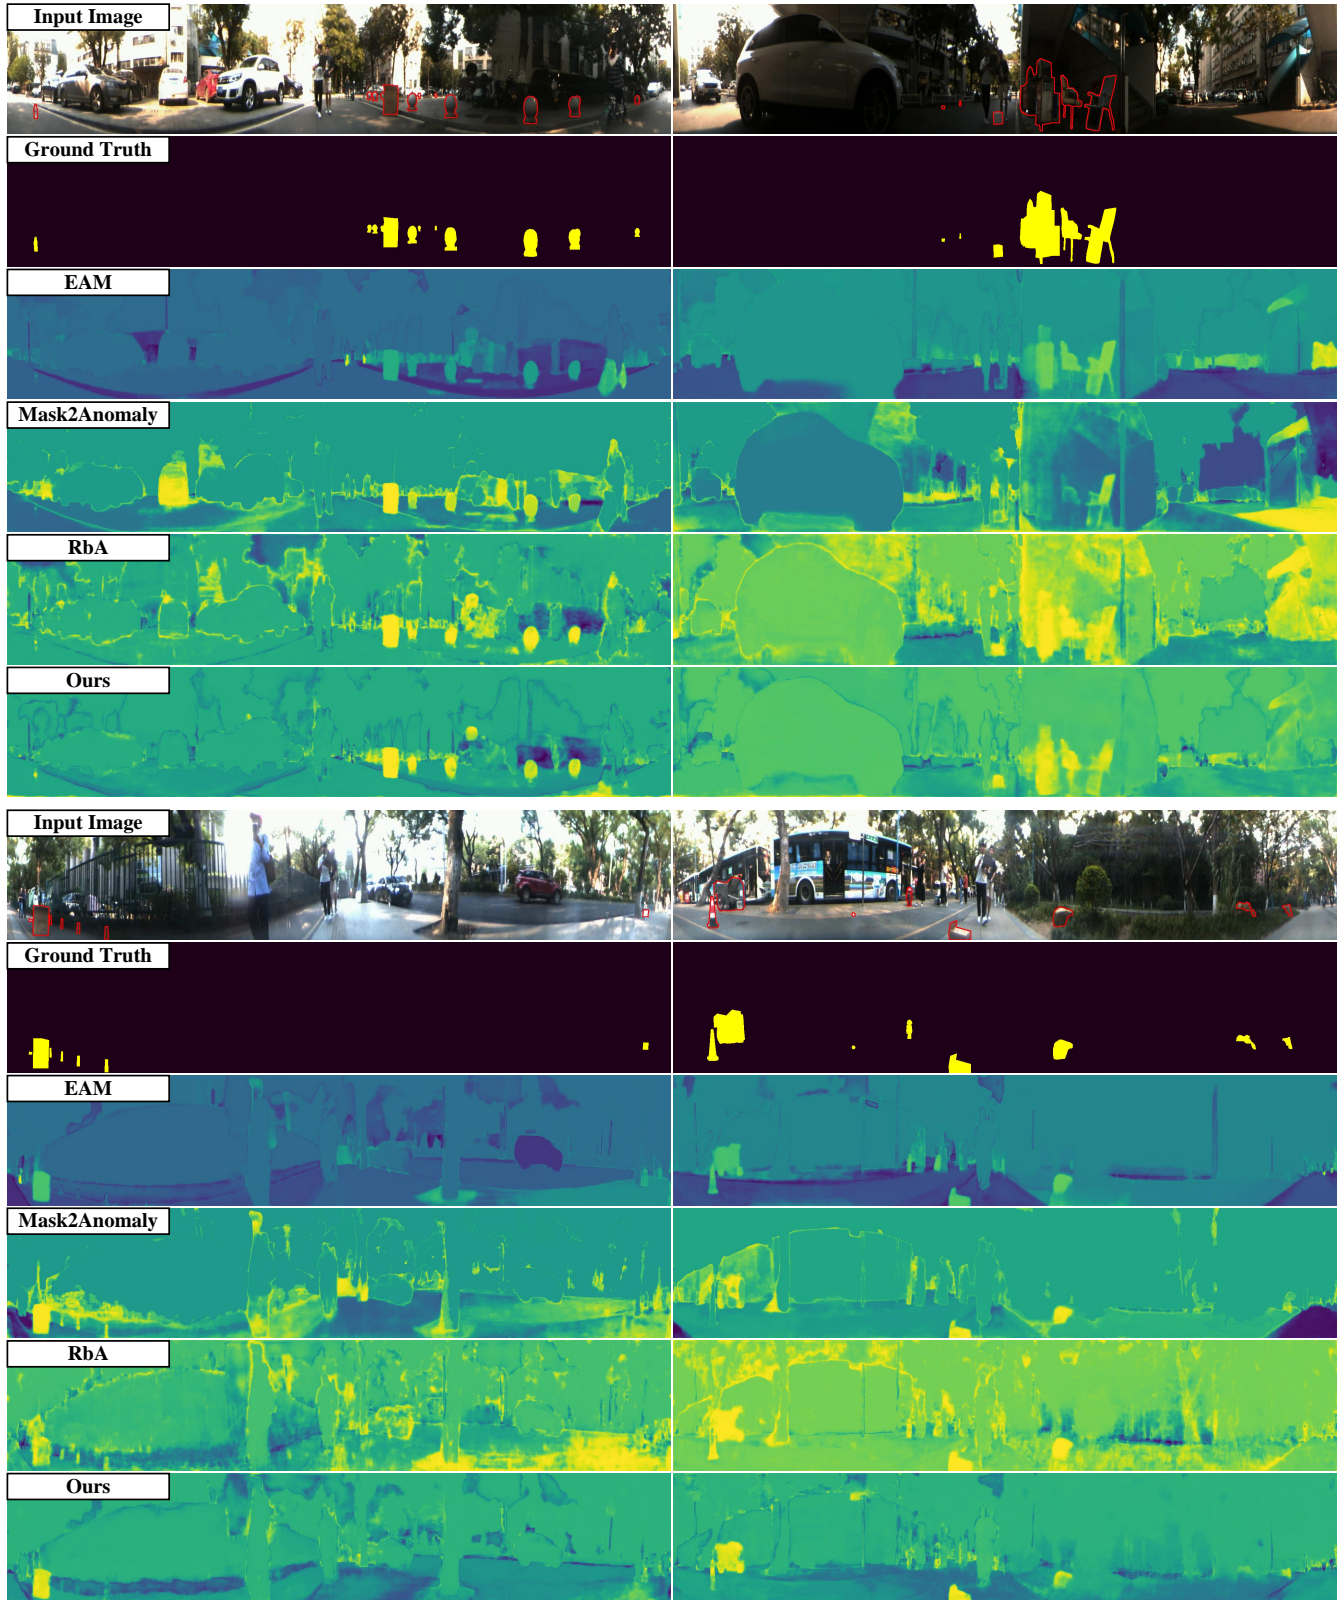 Input Image
Ground Truth
EAM
Mask2Anomaly
RbA
Ours
Input Image
Ground Truth
EAM
Mask2Anomaly
RbA
Ours